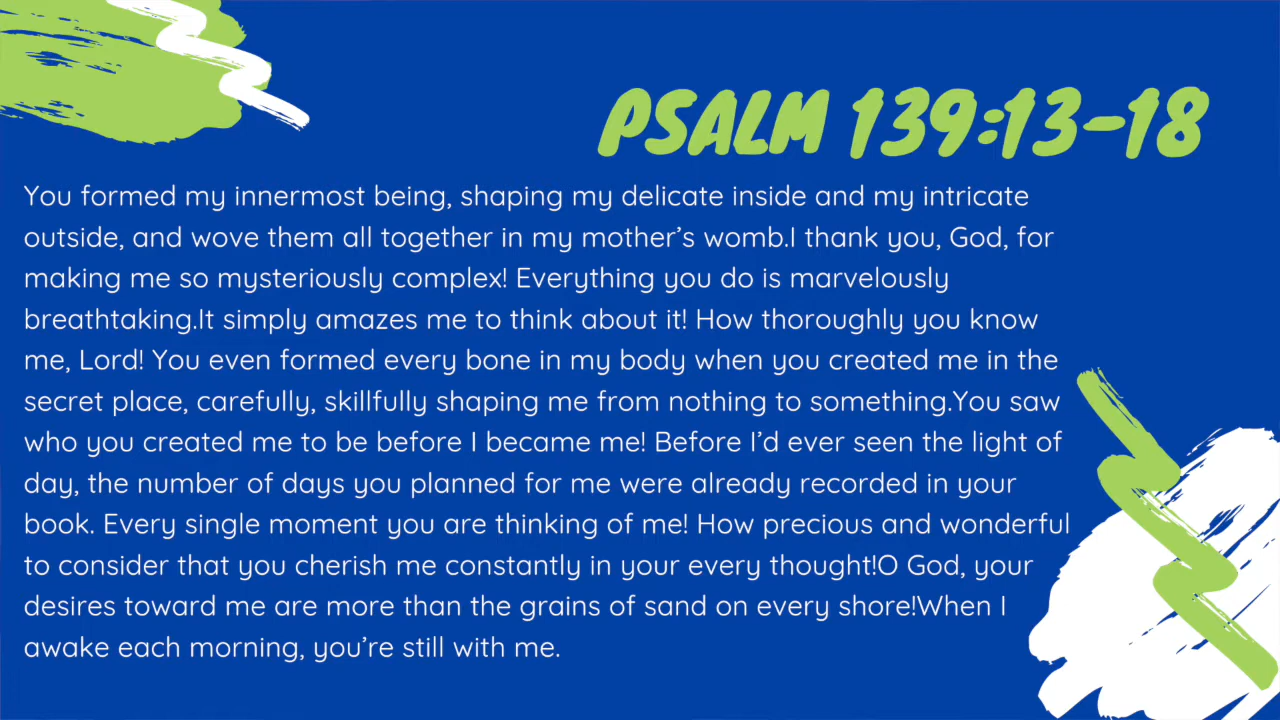 PSALM 139:13-18
You formed my innermost being, shaping my delicate inside and my intricate
outside, and wove them all together in my mother's womb.I thank you, God, for
making me so mysteriously complex! Everything you do is marvelously
breathtaking.It simply amazes me to think about it! How thoroughly you know
me, Lord! You even formed every bone in my body when you created me in the
secret place, carefully, skillfully shaping me from nothing to something.You saw
who you created me to be before I became me! Before I'd ever seen the light of
day, the number of days you planned for me were already recorded in your
book. Every single moment you are thinking of me! How precious and wonderful
to consider that you cherish me constantly in your every thought!O God, your
desires toward me are more than the grains of sand on every shore!When I
awake each morning, you're still with me.